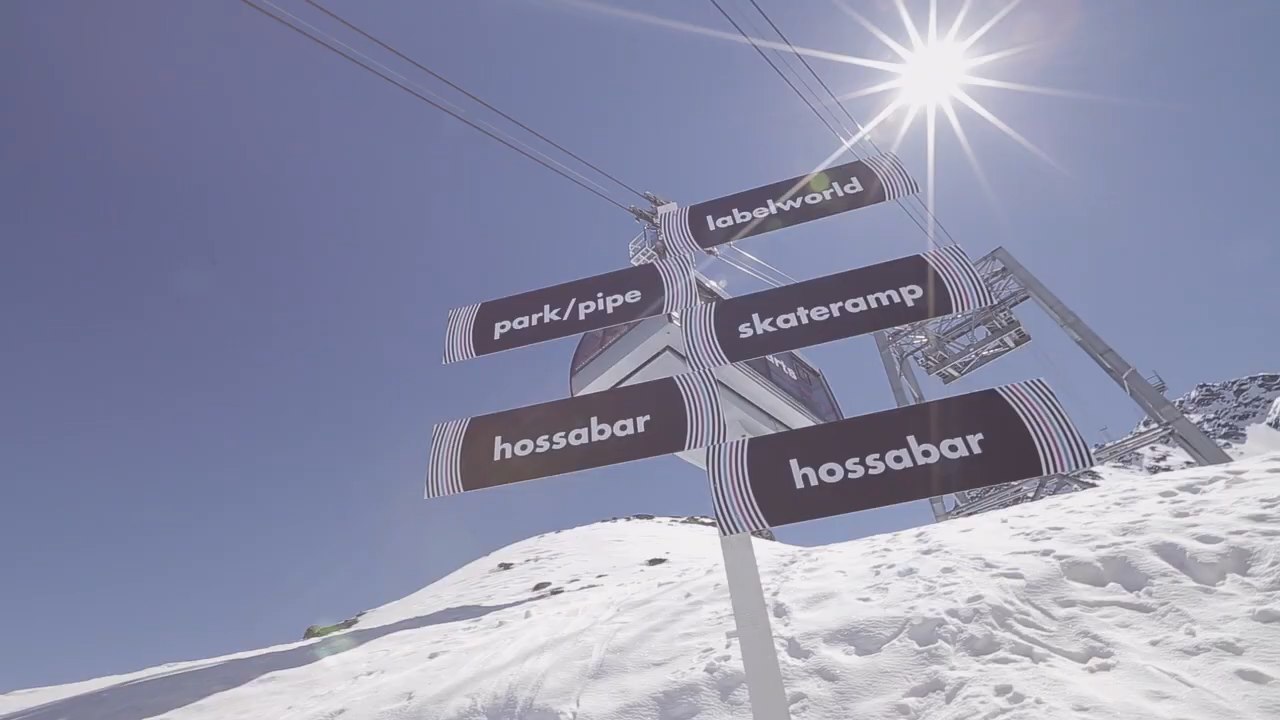 labelworld
park/pipe
skateramp
hossabar
hossabar